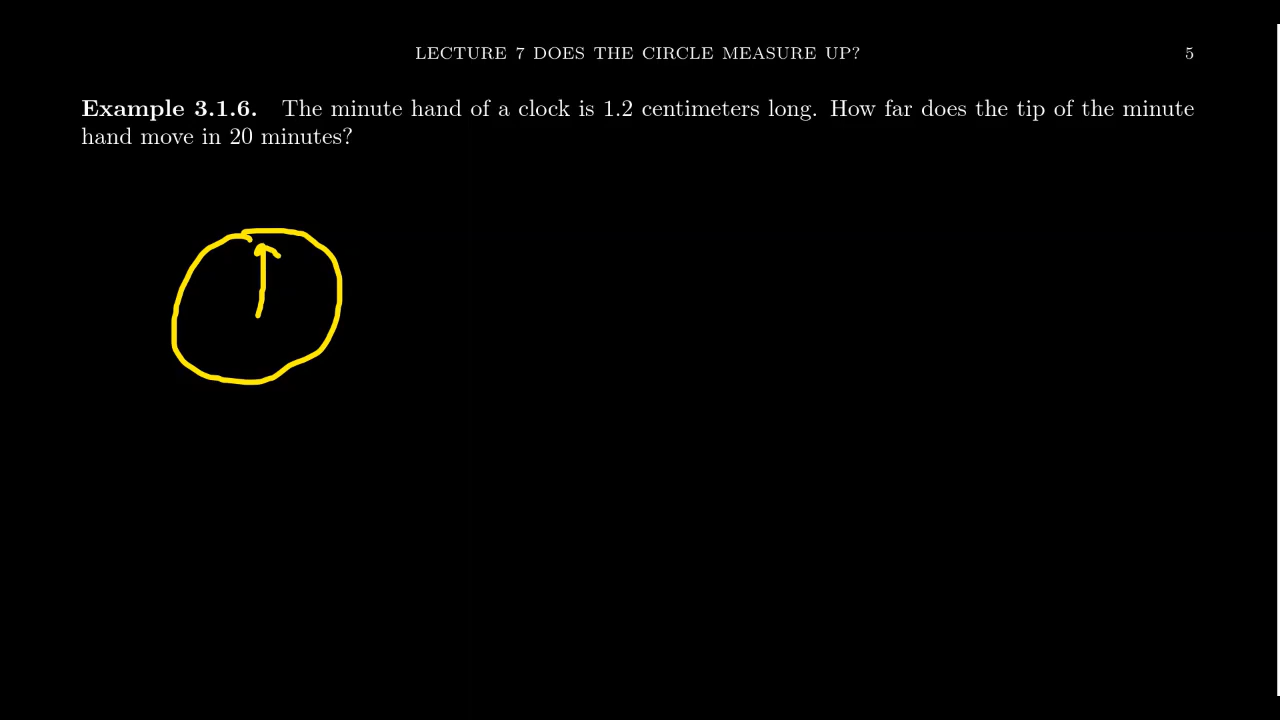 LECTURE 7 DOES THE CIRCLE MEASURE UP? 5
Example 3.1.6. The minute hand of a clock is 1.2 centimeters long. How far does the tip of the minute
hand move in 20 minutes?